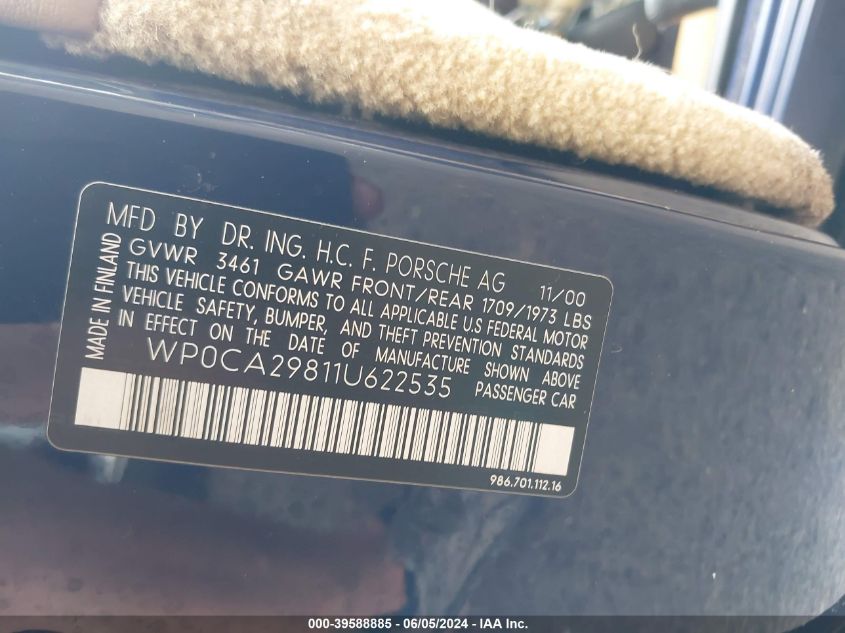 MFD BY DR. ING. H.C. F. PORSCHE AG 11/00
GVWR 3461 GAWR FRONT/REAR 1709/1973 LBS
THIS VEHICLE CONFORMS TO ALL APPLICABLE U.S FEDERAL MOTOR
VEHICLE SAFETY, BUMPER, AND THEFT PREVENTION STANDARDS
IN EFFECT ON THE DATE OF MANUFACTURE SHOWN ABOVE
WP0CA29811U622535 PASSENGER CAR
MADE IN FINLAND
986.701.112.16
000-39588885 - 06/05/2024 - IAA Inc.